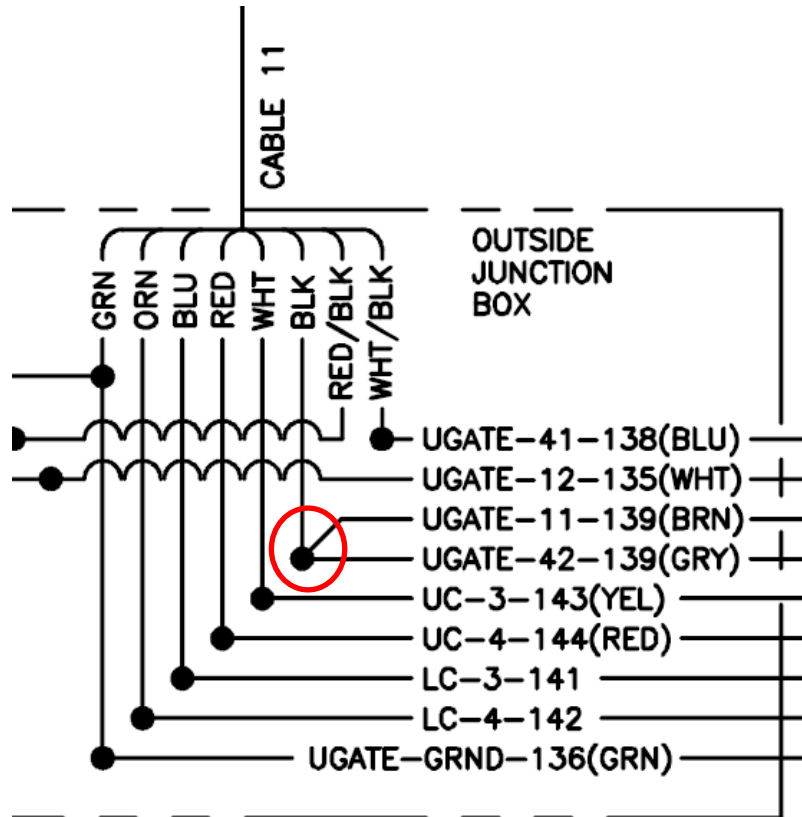 CABLE 11
OUTSIDE
JUNCTION
BOX
GRN
ORN
BLU
RED
WHT
BLK
RED/BLK
WHT/BLK
UGATE-41-138(BLU)
UGATE-12-135(WHT)
UGATE-11-139(BRN)
UGATE-42-139(GRY)
UC-3-143(YEL)
UC-4-144(RED)
LC-3-141
LC-4-142
UGATE-GRND-136(GRN)